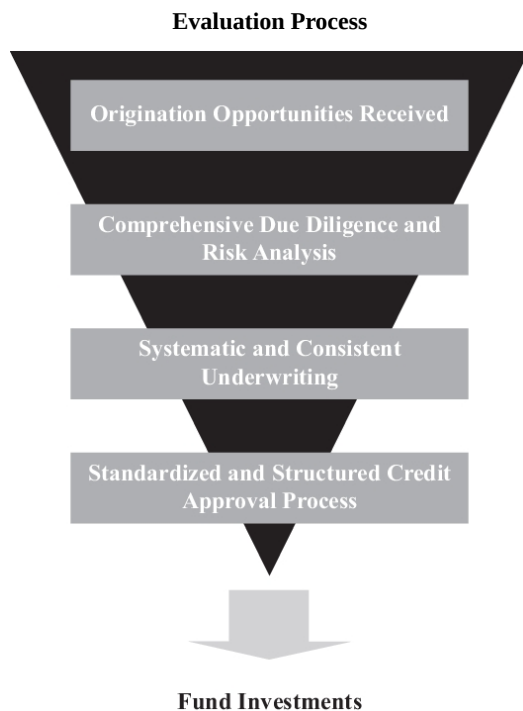 Evaluation Process
Origination Opportunities Received
Comprehensive Due Diligence and
Risk Analysis
Systematic and Consistent
Underwriting
Standardized and Structured Credit
Approval Process
Fund Investments